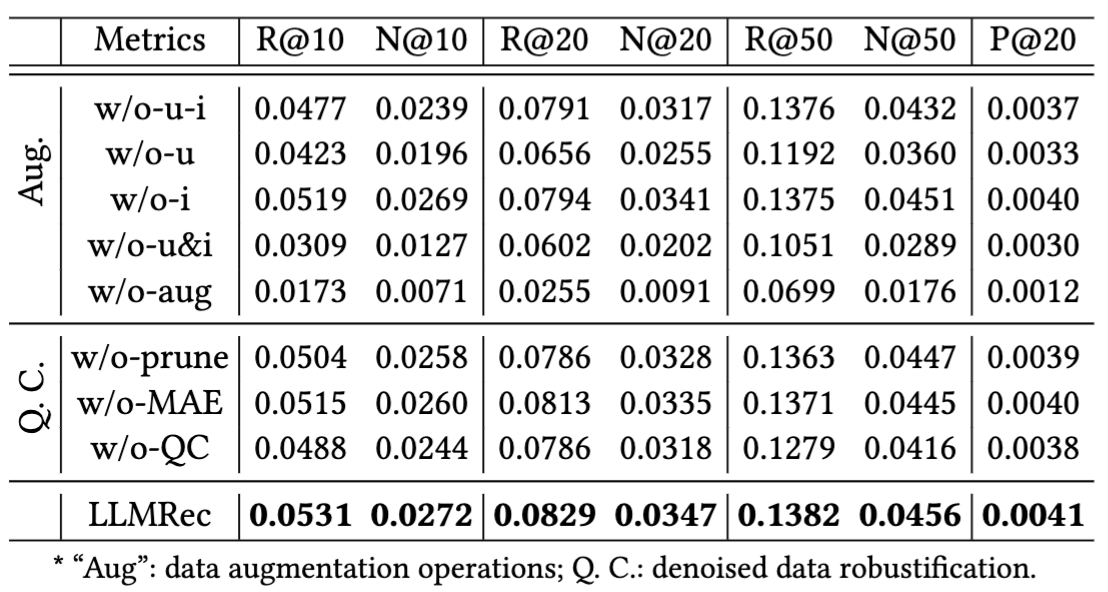 Metrics R@10 N@10 R@20 N@20 R@50 N@50 P@20
Aug.
w/o-u-i 0.0477 0.0239 0.0791 0.0317 0.1376 0.0432 0.0037
w/o-u 0.0423 0.0196 0.0656 0.0255 0.1192 0.0360 0.0033
w/o-i 0.0519 0.0269 0.0794 0.0341 0.1375 0.0451 0.0040
w/o-u&i 0.0309 0.0127 0.0602 0.0202 0.1051 0.0289 0.0030
w/o-aug 0.0173 0.0071 0.0255 0.0091 0.0699 0.0176 0.0012
Q. C.
w/o-prune 0.0504 0.0258 0.0786 0.0328 0.1363 0.0447 0.0039
w/o-MAE 0.0515 0.0260 0.0813 0.0335 0.1371 0.0445 0.0040
w/o-QC 0.0488 0.0244 0.0786 0.0318 0.1279 0.0416 0.0038
LLMRec 0.0531 0.0272 0.0829 0.0347 0.1382 0.0456 0.0041
* “Aug”: data augmentation operations; Q. C.: denoised data robustification.